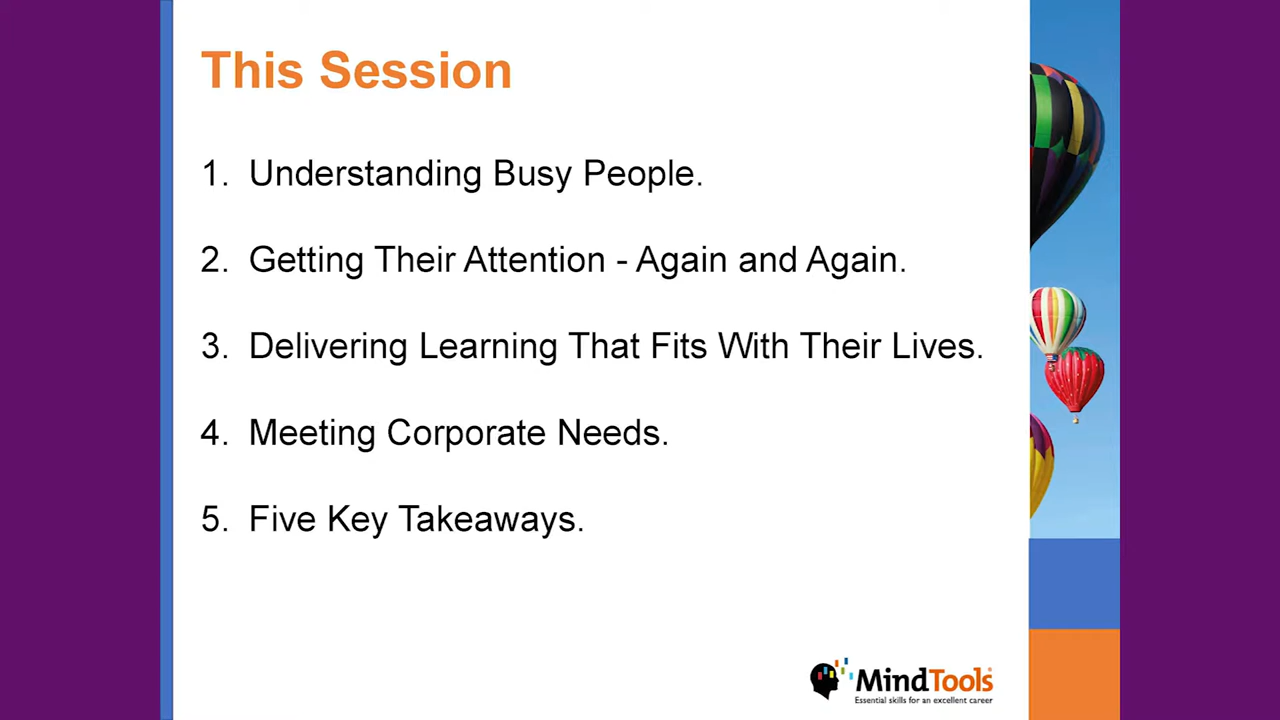 This Session
1. Understanding Busy People.
2. Getting Their Attention - Again and Again.
3. Delivering Learning That Fits With Their Lives.
4. Meeting Corporate Needs.
5. Five Key Takeaways.
MindTools
Essential skills for an excellent career